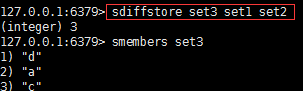 127.0.0.1:6379> sdiffstore set3 set1 set2
(integer) 3
127.0.0.1:6379> smembers set3
1) "d"
2) "a"
3) "c"